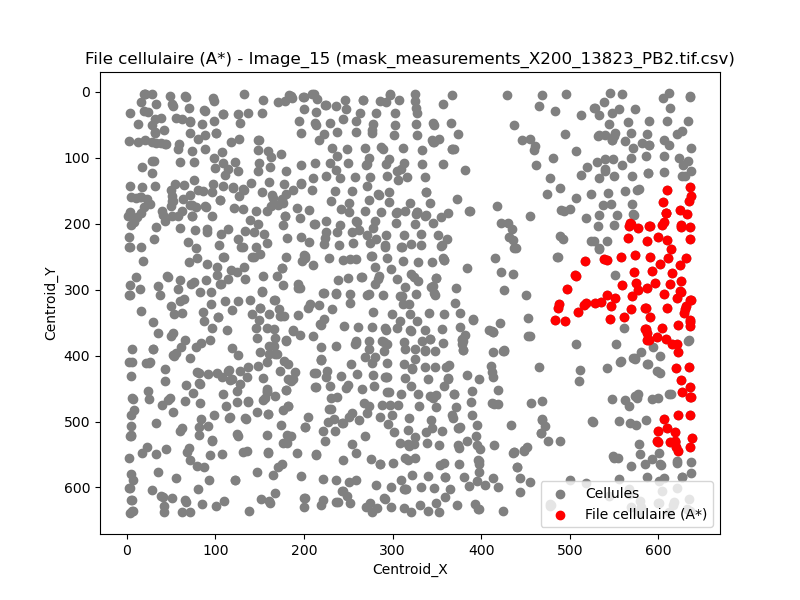 File cellulaire (A*) - Image_15 (mask_measurements_X200_13823_PB2.tif.csv)
0
100
200
300
400
500
600
Centroid_Y
0
100
200
300
400
500
600
Centroid_X
Cellules
File cellulaire (A*)